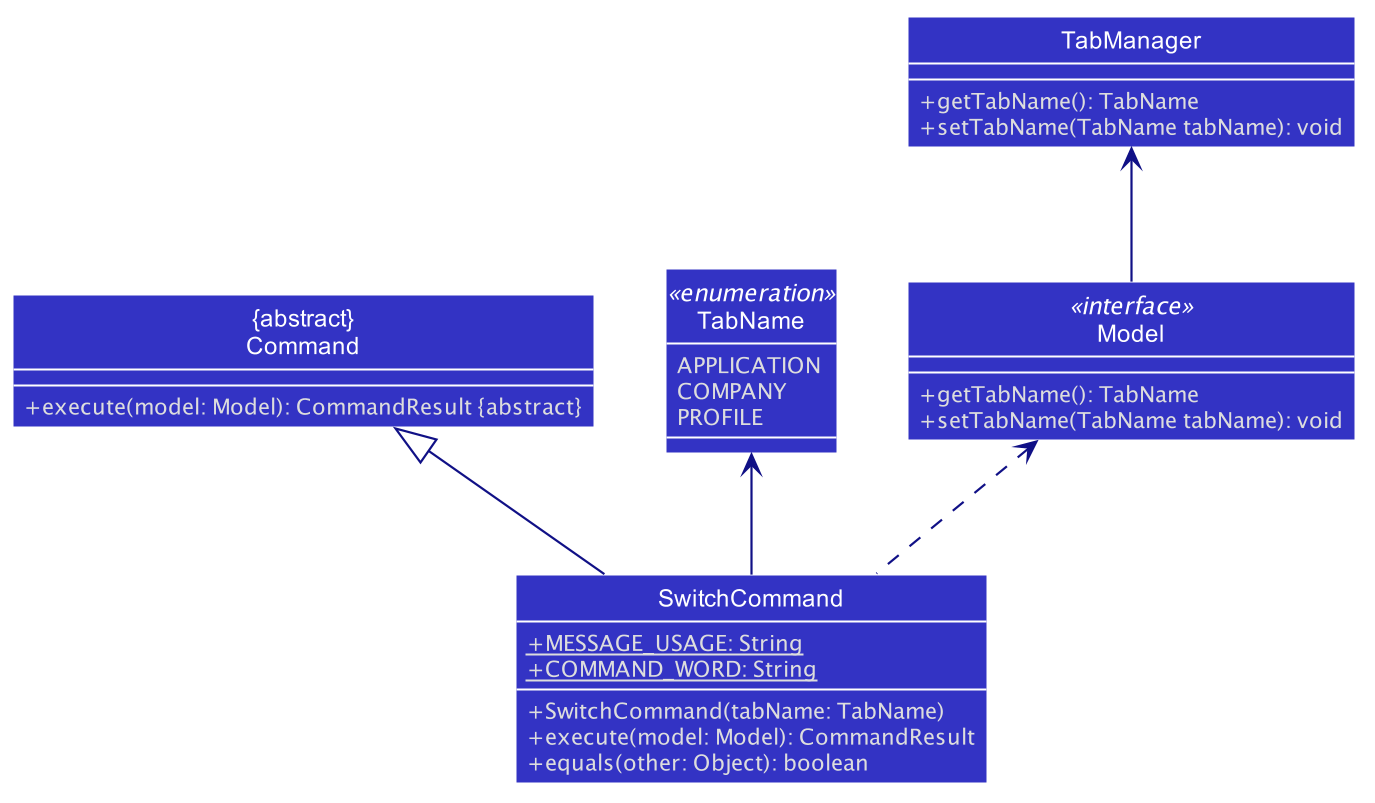 TabManager
+getTabName(): TabName
+setTabName(TabName tabName): void
{abstract}
Command
+execute(model: Model): CommandResult {abstract}
«enumeration»
TabName
APPLICATION
COMPANY
PROFILE
«interface»
Model
+getTabName(): TabName
+setTabName(TabName tabName): void
SwitchCommand
+MESSAGE_USAGE: String
+COMMAND_WORD: String
+SwitchCommand(tabName: TabName)
+execute(model: Model): CommandResult
+equals(other: Object): boolean